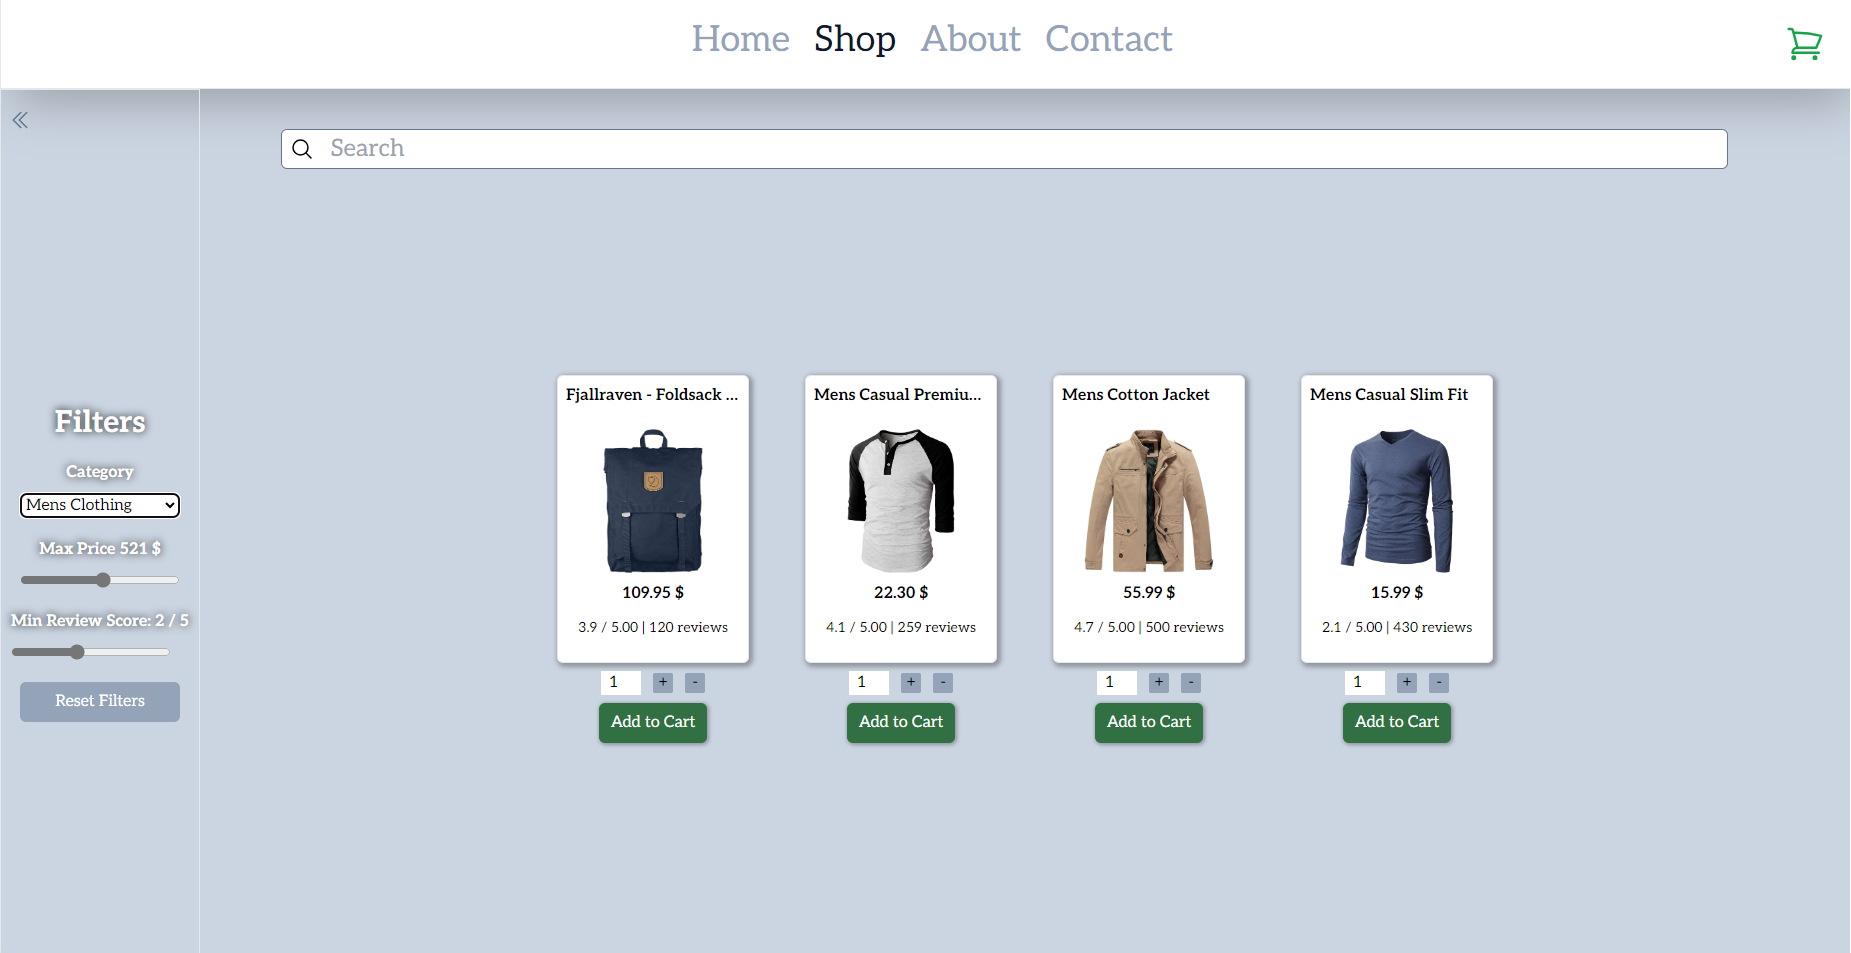 Home Shop About Contact
Search
Filters
Category
Mens Clothing
Max Price 521 $
Min Review Score: 2 / 5
Reset Filters
Fjallraven - Foldsack ...
109.95 $
3.9 / 5.00 | 120 reviews
1 + -
Add to Cart
Mens Casual Premiu...
22.30 $
4.1 / 5.00 | 259 reviews
1 + -
Add to Cart
Mens Cotton Jacket
55.99 $
4.7 / 5.00 | 500 reviews
1 + -
Add to Cart
Mens Casual Slim Fit
15.99 $
2.1 / 5.00 | 430 reviews
1 + -
Add to Cart